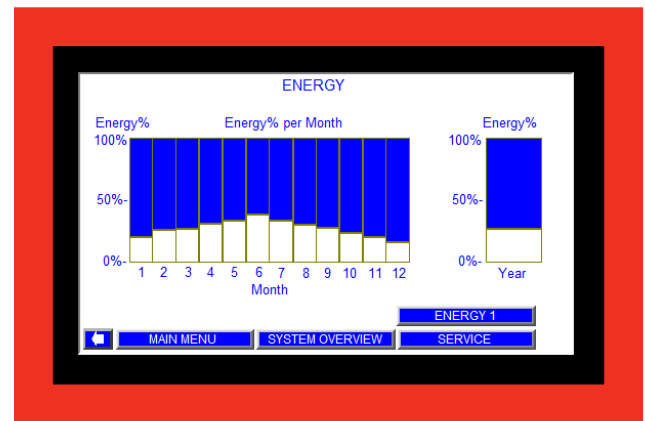 ENERGY
Energy% Energy% per Month Energy%
100% 100%
50%- 50%-
0%- 0%-
1 2 3 4 5 6 7 8 9 10 11 12 Year
Month
ENERGY 1
MAIN MENU SYSTEM OVERVIEW SERVICE